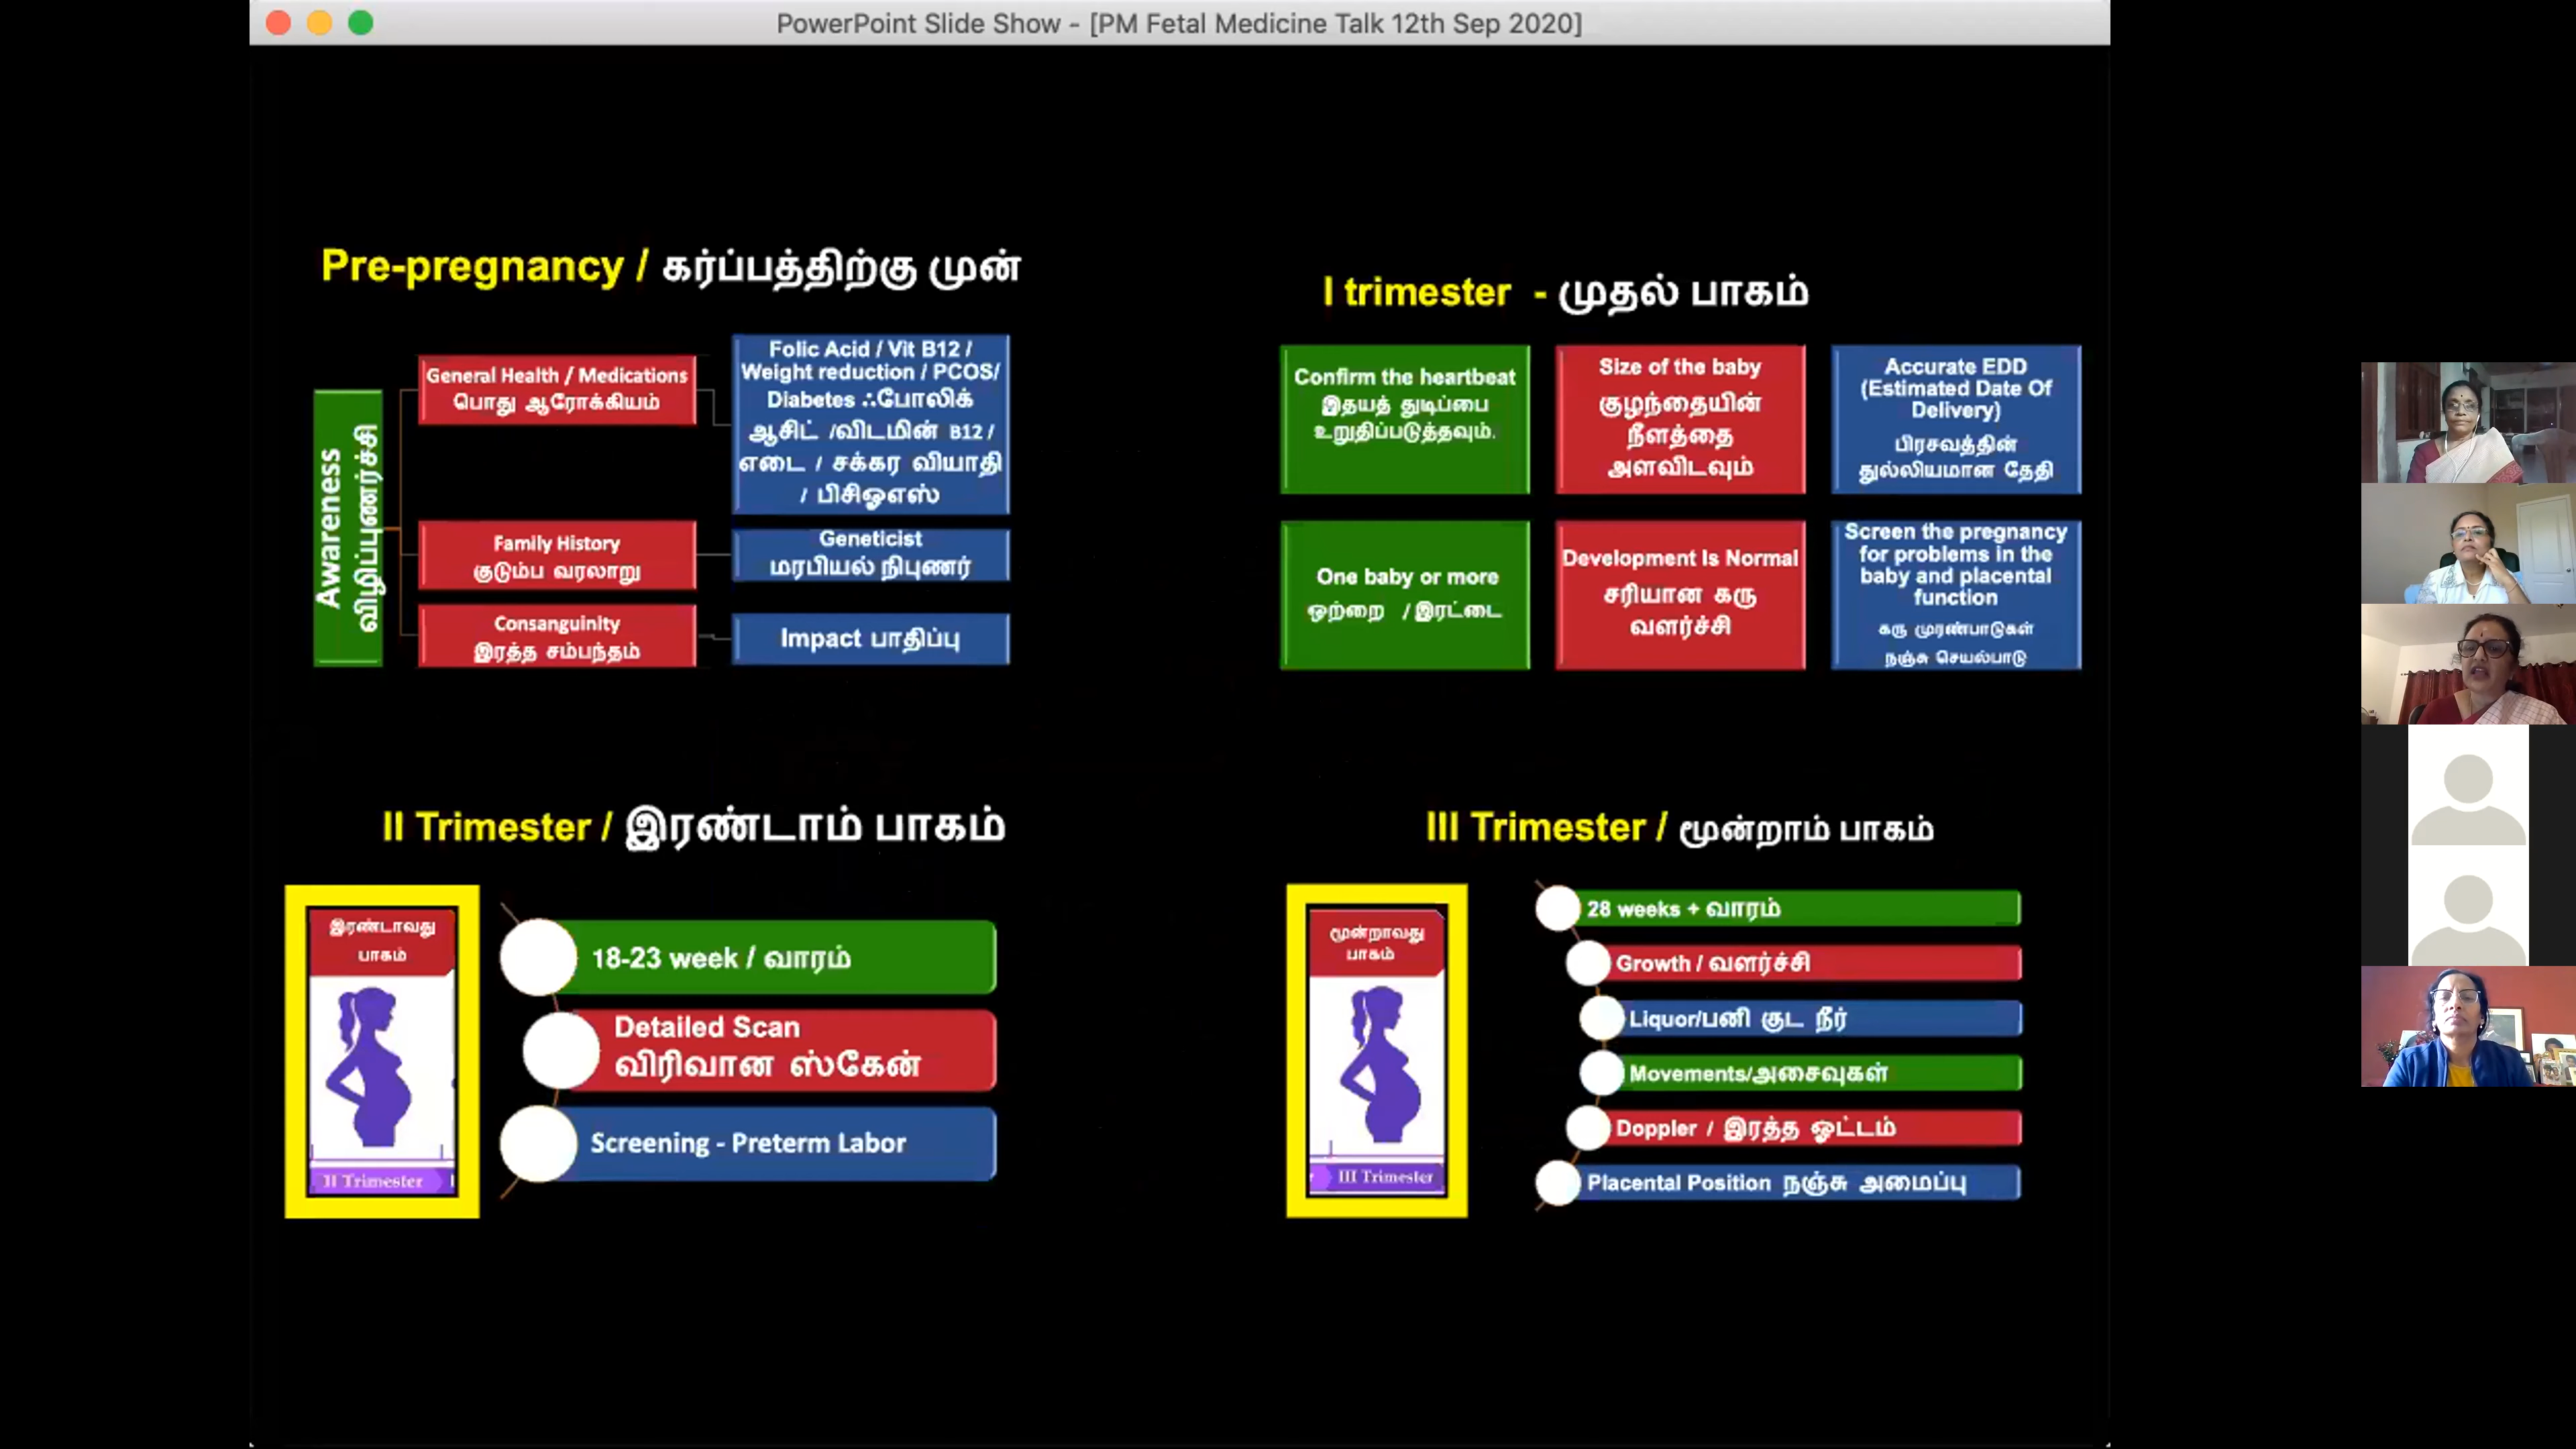 PowerPoint Slide Show - [PM Fetal Medicine Talk 12th Sep 2020]
Pre-pregnancy / கர்ப்பத்திற்கு முன்
Awareness
விழிப்புணர்ச்சி
General Health / Medications
பொது ஆரோக்கியம்
Folic Acid / Vit B12 /
Weight reduction / PCOS/
Diabetes ஃபோலிக்
ஆசிட் /விடமின் B12 /
எடை / சக்கர வியாதி
/ பிசிஓஎஸ்
Family History
குடும்ப வரலாறு
Geneticist
மரபியல் நிபுணர்
Consanguinity
இரத்த சம்பந்தம்
Impact பாதிப்பு
I trimester - முதல் பாகம்
Confirm the heartbeat
இதயத் துடிப்பை
உறுதிப்படுத்தவும்.
Size of the baby
குழந்தையின்
நீளத்தை
அளவிடவும்
Accurate EDD
(Estimated Date Of
Delivery)
பிரசவத்தின்
துல்லியமான தேதி
One baby or more
ஒற்றை / இரட்டை
Development Is Normal
சரியான கரு
வளர்ச்சி
Screen the pregnancy
for problems in the
baby and placental
function
கரு முரண்பாடுகள்
நஞ்சு செயல்பாடு
II Trimester / இரண்டாம் பாகம்
இரண்டாவது
பாகம்
II Trimester
18-23 week / வாரம்
Detailed Scan
விரிவான ஸ்கேன்
Screening - Preterm Labor
III Trimester / மூன்றாம் பாகம்
மூன்றாவது
பாகம்
III Trimester
28 weeks + வாரம்
Growth / வளர்ச்சி
Liquor/பனி குட நீர்
Movements/அசைவுகள்
Doppler / இரத்த ஓட்டம்
Placental Position நஞ்சு அமைப்பு